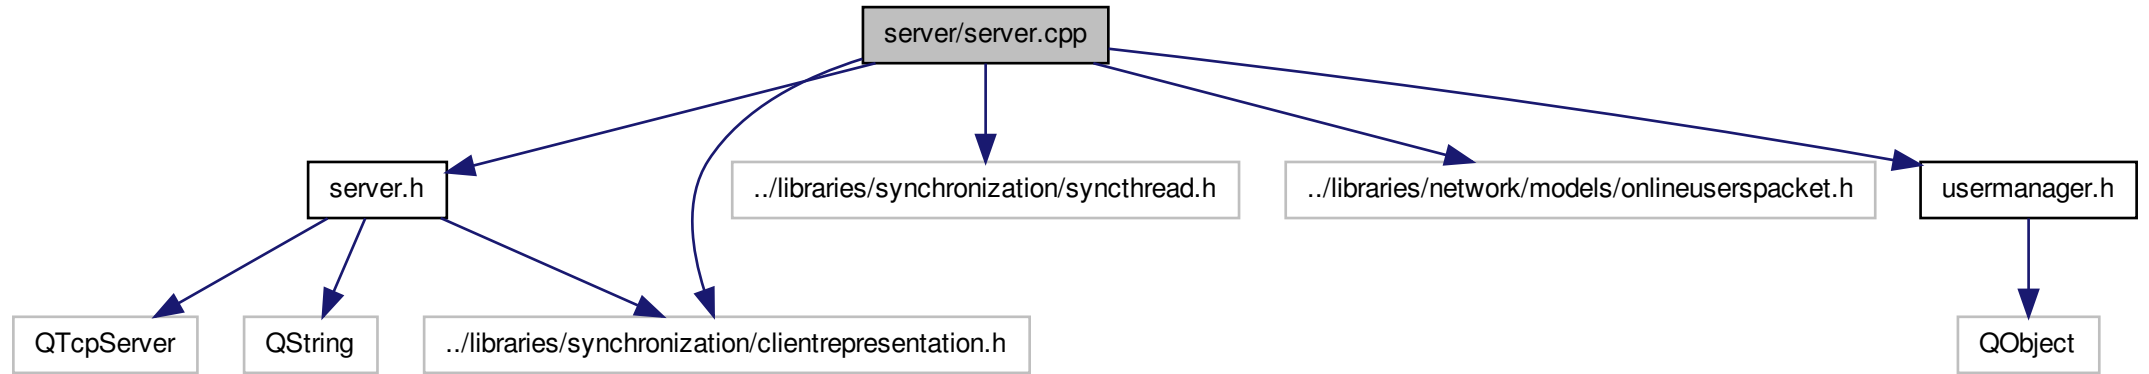 server/server.cpp
server.h
../libraries/synchronization/syncthread.h
../libraries/network/models/onlineuserspacket.h
usermanager.h
QTcpServer
QString
../libraries/synchronization/clientrepresentation.h
QObject